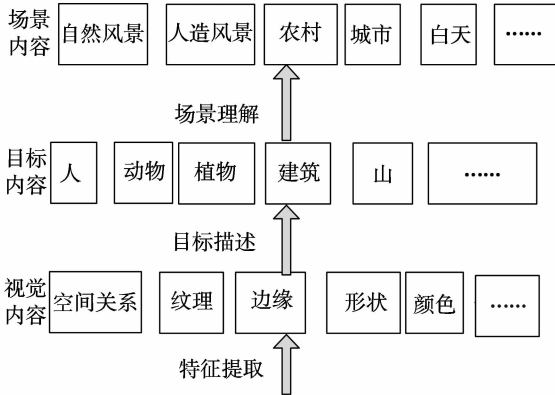 场景内容 自然风景 人造风景 农村 城市 白天 ……
场景理解
目标内容 人 动物 植物 建筑 山 ……
目标描述
视觉内容 空间关系 纹理 边缘 形状 颜色 ……
特征提取